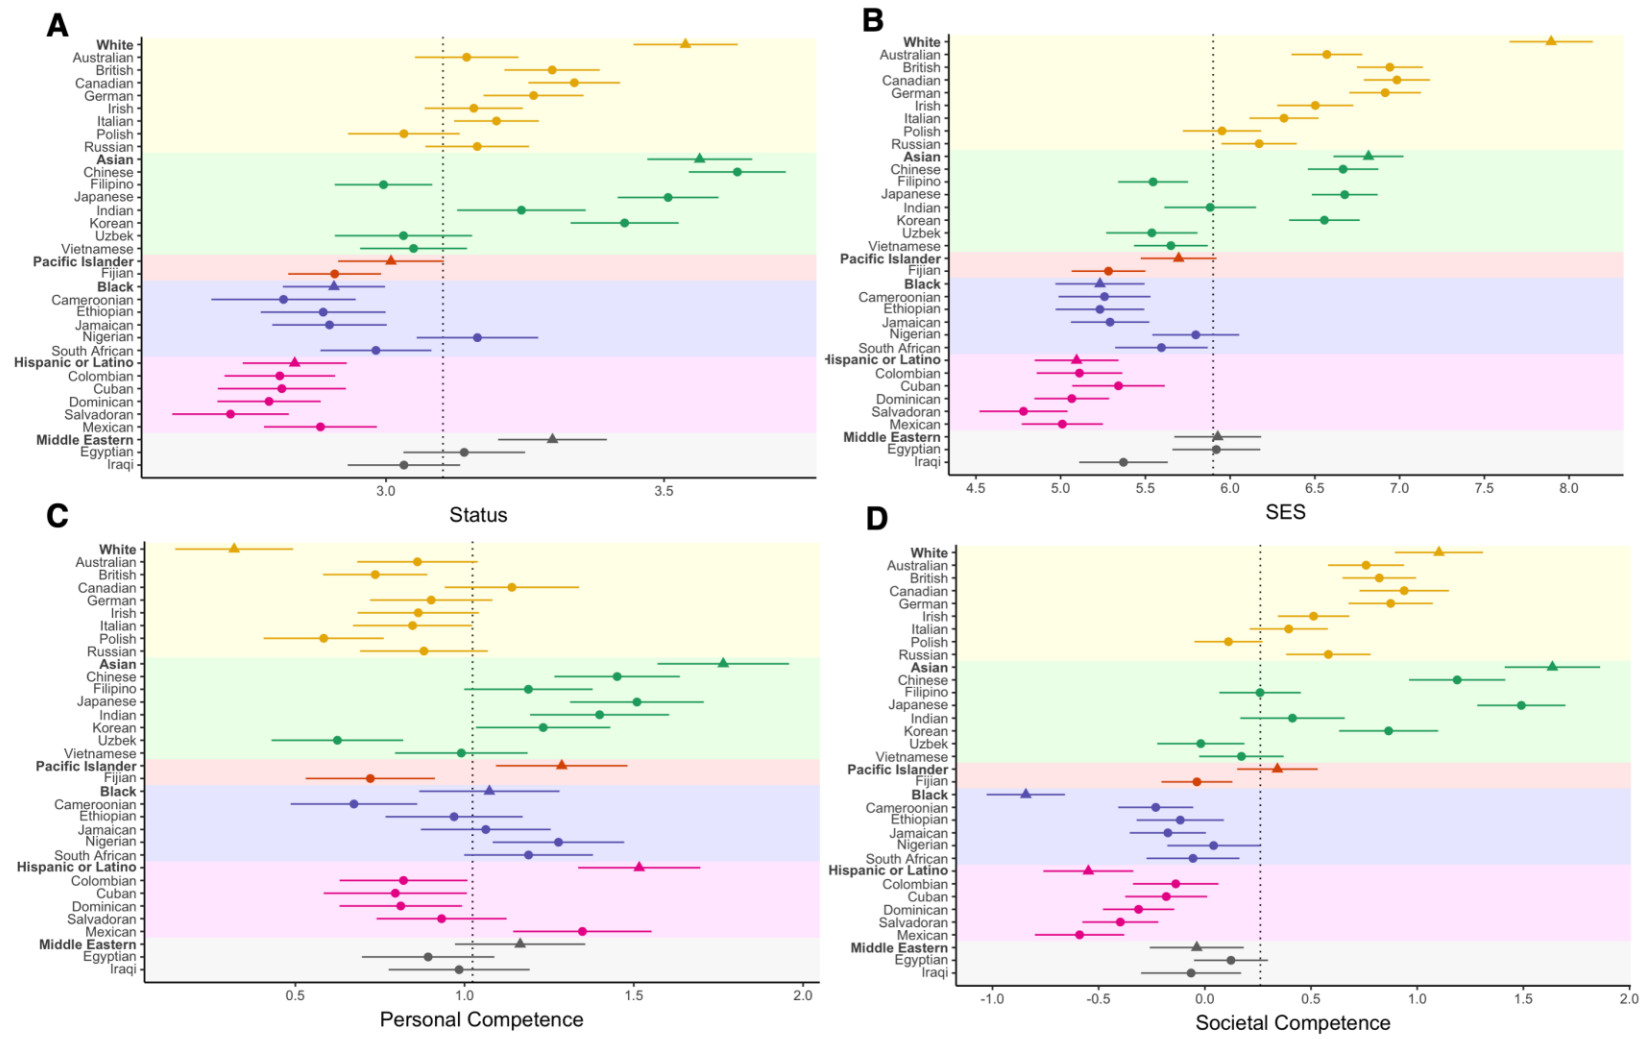 A
White
Australian
British
Canadian
German
Irish
Italian
Polish
Russian
Asian
Chinese
Filipino
Japanese
Indian
Korean
Uzbek
Vietnamese
Pacific Islander
Fijian
Black
Cameroonian
Ethiopian
Jamaican
Nigerian
South African
Hispanic or Latino
Colombian
Cuban
Dominican
Salvadoran
Mexican
Middle Eastern
Egyptian
Iraqi
3.0 3.5
Status
B
White
Australian
British
Canadian
German
Irish
Italian
Polish
Russian
Asian
Chinese
Filipino
Japanese
Indian
Korean
Uzbek
Vietnamese
Pacific Islander
Fijian
Black
Cameroonian
Ethiopian
Jamaican
Nigerian
South African
Hispanic or Latino
Colombian
Cuban
Dominican
Salvadoran
Mexican
Middle Eastern
Egyptian
Iraqi
4.5 5.0 5.5 6.0 6.5 7.0 7.5 8.0
SES
C
White
Australian
British
Canadian
German
Irish
Italian
Polish
Russian
Asian
Chinese
Filipino
Japanese
Indian
Korean
Uzbek
Vietnamese
Pacific Islander
Fijian
Black
Cameroonian
Ethiopian
Jamaican
Nigerian
South African
Hispanic or Latino
Colombian
Cuban
Dominican
Salvadoran
Mexican
Middle Eastern
Egyptian
Iraqi
0.5 1.0 1.5 2.0
Personal Competence
D
White
Australian
British
Canadian
German
Irish
Italian
Polish
Russian
Asian
Chinese
Filipino
Japanese
Indian
Korean
Uzbek
Vietnamese
Pacific Islander
Fijian
Black
Cameroonian
Ethiopian
Jamaican
Nigerian
South African
Hispanic or Latino
Colombian
Cuban
Dominican
Salvadoran
Mexican
Middle Eastern
Egyptian
Iraqi
-1.0 -0.5 0.0 0.5 1.0 1.5 2.0
Societal Competence